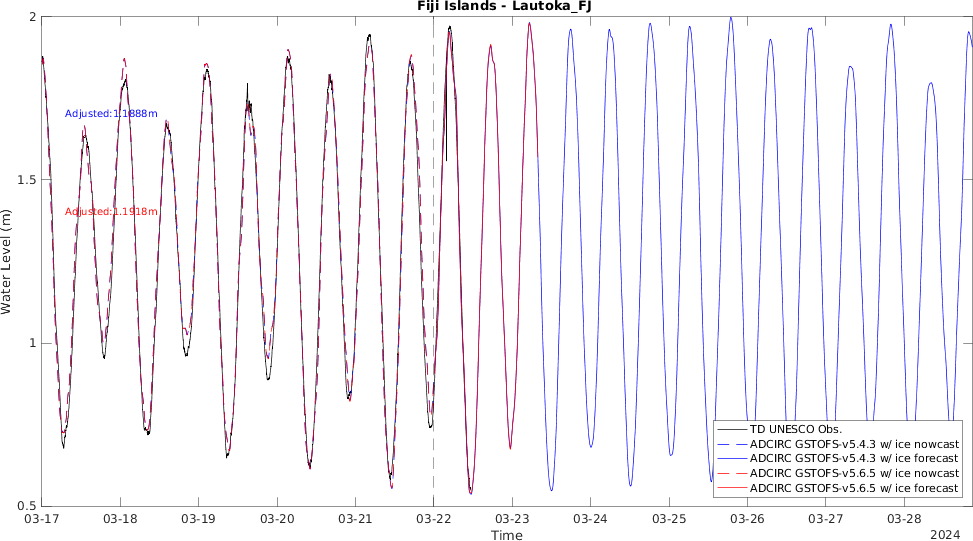 Fiji Islands - Lautoka_FJ
2
1.5
1
0.5
Water Level (m)
Adjusted:1.1888m
Adjusted:1.1918m
TD UNESCO Obs.
ADCIRC GSTOFS-v5.4.3 w/ ice nowcast
ADCIRC GSTOFS-v5.4.3 w/ ice forecast
ADCIRC GSTOFS-v5.6.5 w/ ice nowcast
ADCIRC GSTOFS-v5.6.5 w/ ice forecast
03-17 03-18 03-19 03-20 03-21 03-22 03-23 03-24 03-25 03-26 03-27 03-28
Time
2024